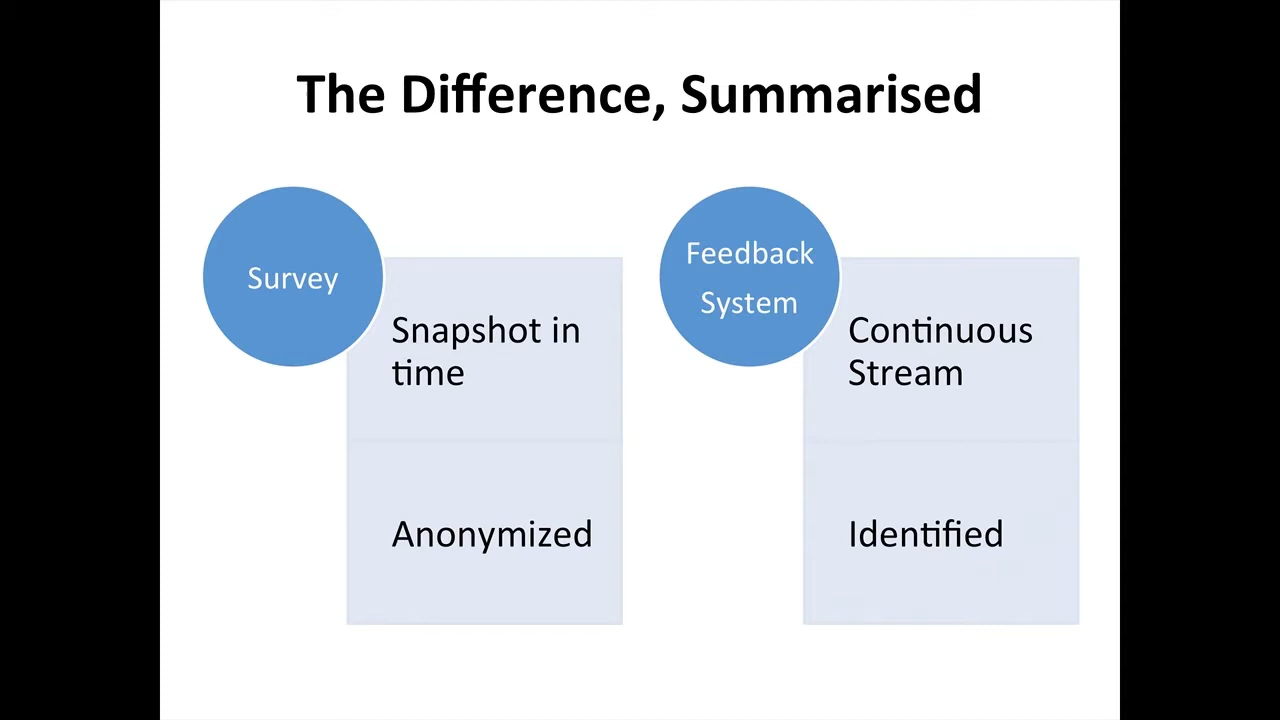 The Difference, Summarised
Survey
Snapshot in
time
Anonymized
Feedback
System
Continuous
Stream
Identified